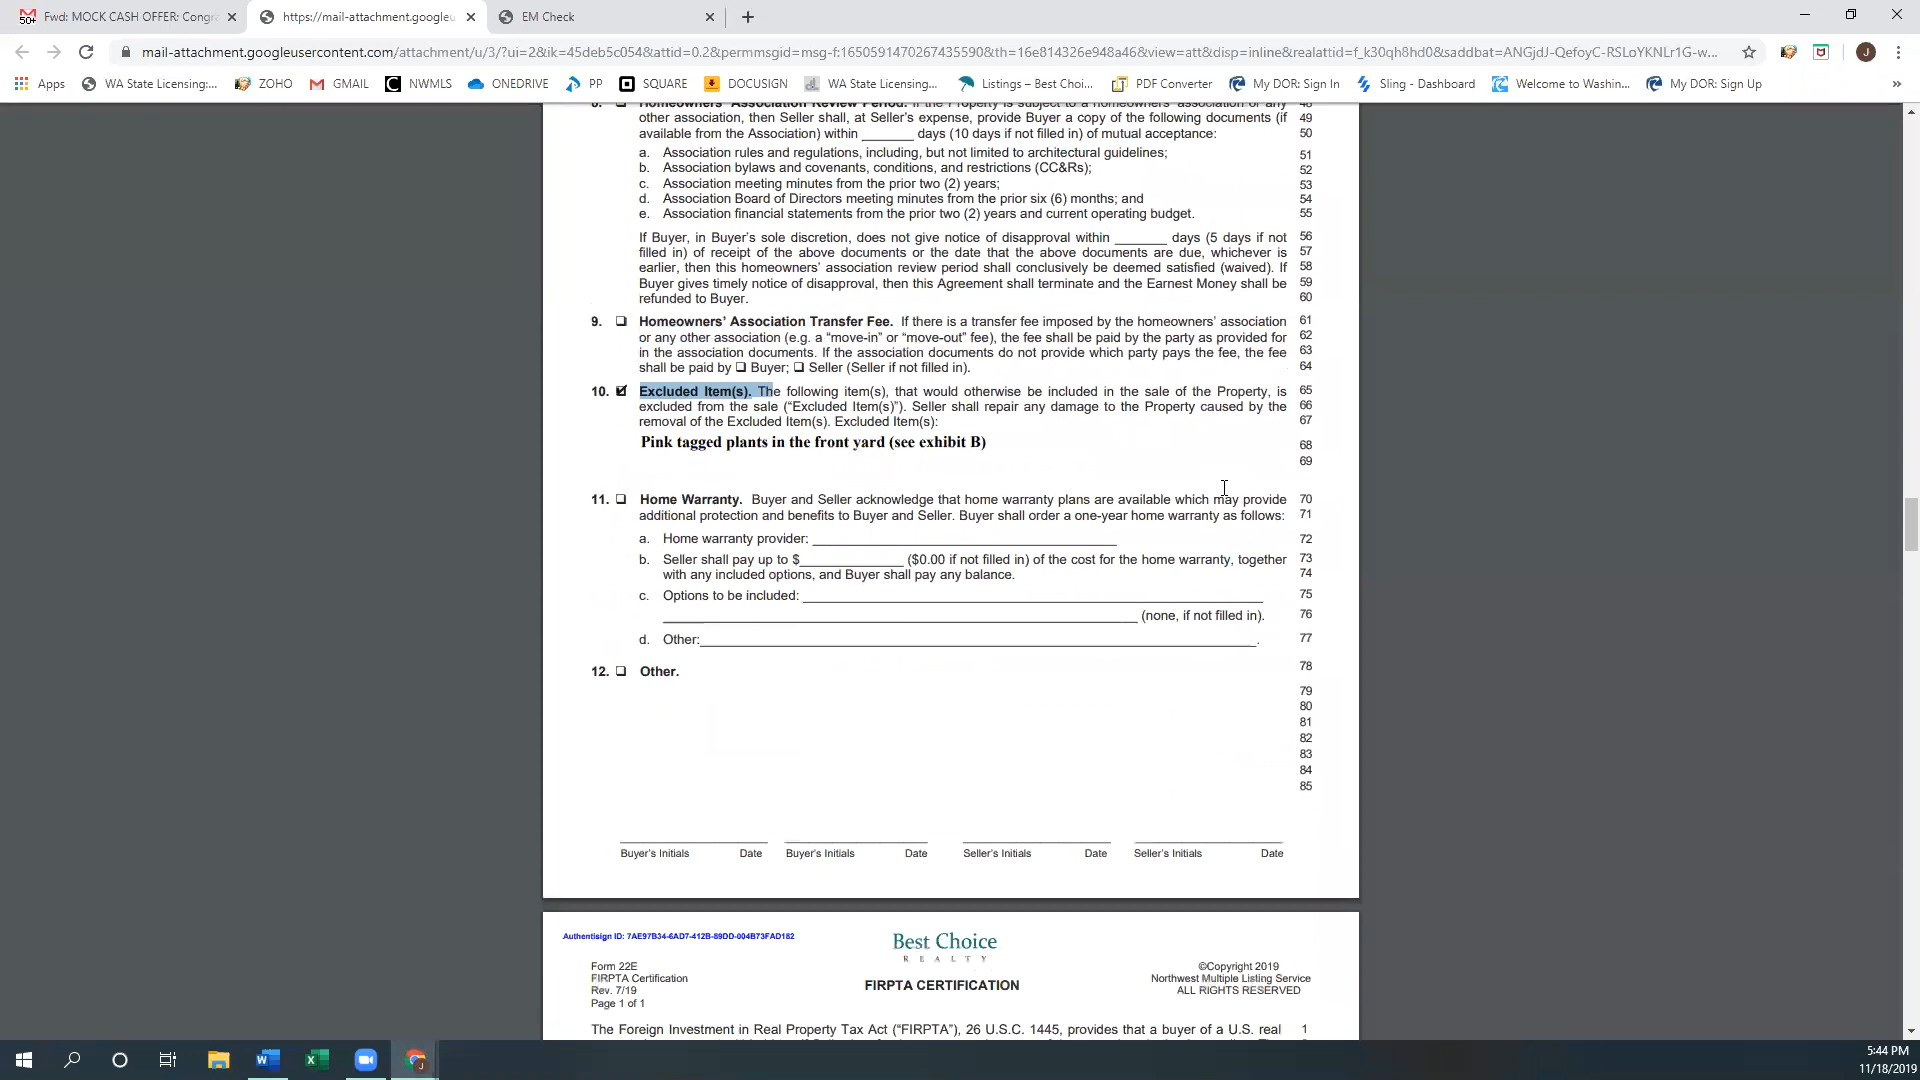 Fwd: MOCK CASH OFFER: Congr
https://mail-attachment.googleu
EM Check
mail-attachment.googleusercontent.com/attachment/u/3/?ui=2&ik=45deb5c054&attid=0.2&permmsgid=msg-f:1650591470267435590&th=16e814326e948a46&view=att&disp=inline&realattid=f_k30qh8hd0&saddbat=ANGjdJ-QefoyC-RSLoYKNLr1G-w...
J
Apps
WA State Licensing:...
ZOHO
GMAIL
NWMLS
ONEDRIVE
PP
SQUARE
DOCUSIGN
WA State Licensing:...
Listings – Best Choi...
PDF Converter
My DOR: Sign In
Sling - Dashboard
Welcome to Washin...
My DOR: Sign Up
8. Homeowners' Association Review Period. If the Property is subject to a homeowners' association or any 48
other association, then Seller shall, at Seller's expense, provide Buyer a copy of the following documents (if 49
available from the Association) within _______ days (10 days if not filled in) of mutual acceptance: 50
a. Association rules and regulations, including, but not limited to architectural guidelines; 51
b. Association bylaws and covenants, conditions, and restrictions (CC&Rs); 52
c. Association meeting minutes from the prior two (2) years; 53
d. Association Board of Directors meeting minutes from the prior six (6) months; and 54
e. Association financial statements from the prior two (2) years and current operating budget. 55
If Buyer, in Buyer's sole discretion, does not give notice of disapproval within _______ days (5 days if not 56
filled in) of receipt of the above documents or the date that the above documents are due, whichever is 57
earlier, then this homeowners' association review period shall conclusively be deemed satisfied (waived). If 58
Buyer gives timely notice of disapproval, then this Agreement shall terminate and the Earnest Money shall be 59
refunded to Buyer. 60
9. ❑ Homeowners' Association Transfer Fee. If there is a transfer fee imposed by the homeowners' association 61
or any other association (e.g. a “move-in” or “move-out” fee), the fee shall be paid by the party as provided for 62
in the association documents. If the association documents do not provide which party pays the fee, the fee 63
shall be paid by ❑ Buyer; ❑ Seller (Seller if not filled in). 64
10. ☑ Excluded Item(s). The following item(s), that would otherwise be included in the sale of the Property, is 65
excluded from the sale (“Excluded Item(s)”). Seller shall repair any damage to the Property caused by the 66
removal of the Excluded Item(s). Excluded Item(s): 67
Pink tagged plants in the front yard (see exhibit B) 68
69
11. ❑ Home Warranty. Buyer and Seller acknowledge that home warranty plans are available which may provide 70
additional protection and benefits to Buyer and Seller. Buyer shall order a one-year home warranty as follows: 71
a. Home warranty provider: ____________________ 72
b. Seller shall pay up to $______________ ($0.00 if not filled in) of the cost for the home warranty, together 73
with any included options, and Buyer shall pay any balance. 74
c. Options to be included: ____________________ 75
____________________ (none, if not filled in). 76
d. Other:____________________. 77
12. ❑ Other. 78
79
80
81
82
83
84
85
Buyer's Initials Date Buyer's Initials Date Seller's Initials Date Seller's Initials Date
Authentisign ID: 7AE97B34-6AD7-412B-89DD-004B73FAD182
Best Choice
REALTY
Form 22E
FIRPTA Certification
Rev. 7/19
Page 1 of 1
FIRPTA CERTIFICATION
©Copyright 2019
Northwest Multiple Listing Service
ALL RIGHTS RESERVED
The Foreign Investment in Real Property Tax Act (“FIRPTA”), 26 U.S.C. 1445, provides that a buyer of a U.S. real 1
5:44 PM
11/18/2019